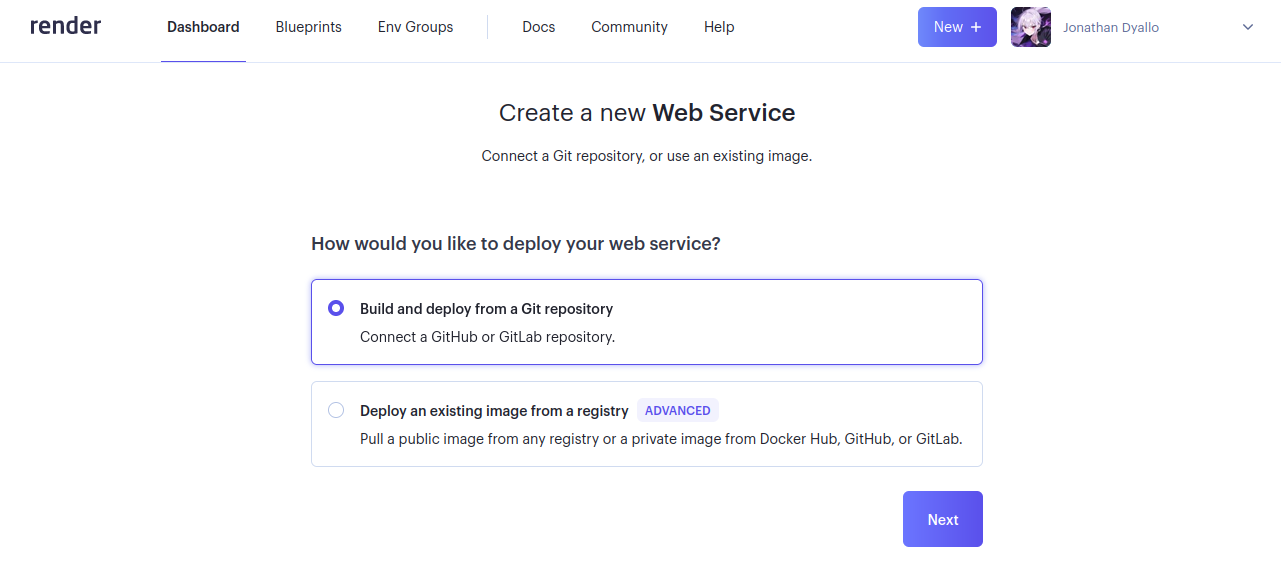 render Dashboard Blueprints Env Groups Docs Community Help New + Jonathan Dyallo
Create a new Web Service
Connect a Git repository, or use an existing image.
How would you like to deploy your web service?
Build and deploy from a Git repository
Connect a GitHub or GitLab repository.
Deploy an existing image from a registry ADVANCED
Pull a public image from any registry or a private image from Docker Hub, GitHub, or GitLab.
Next